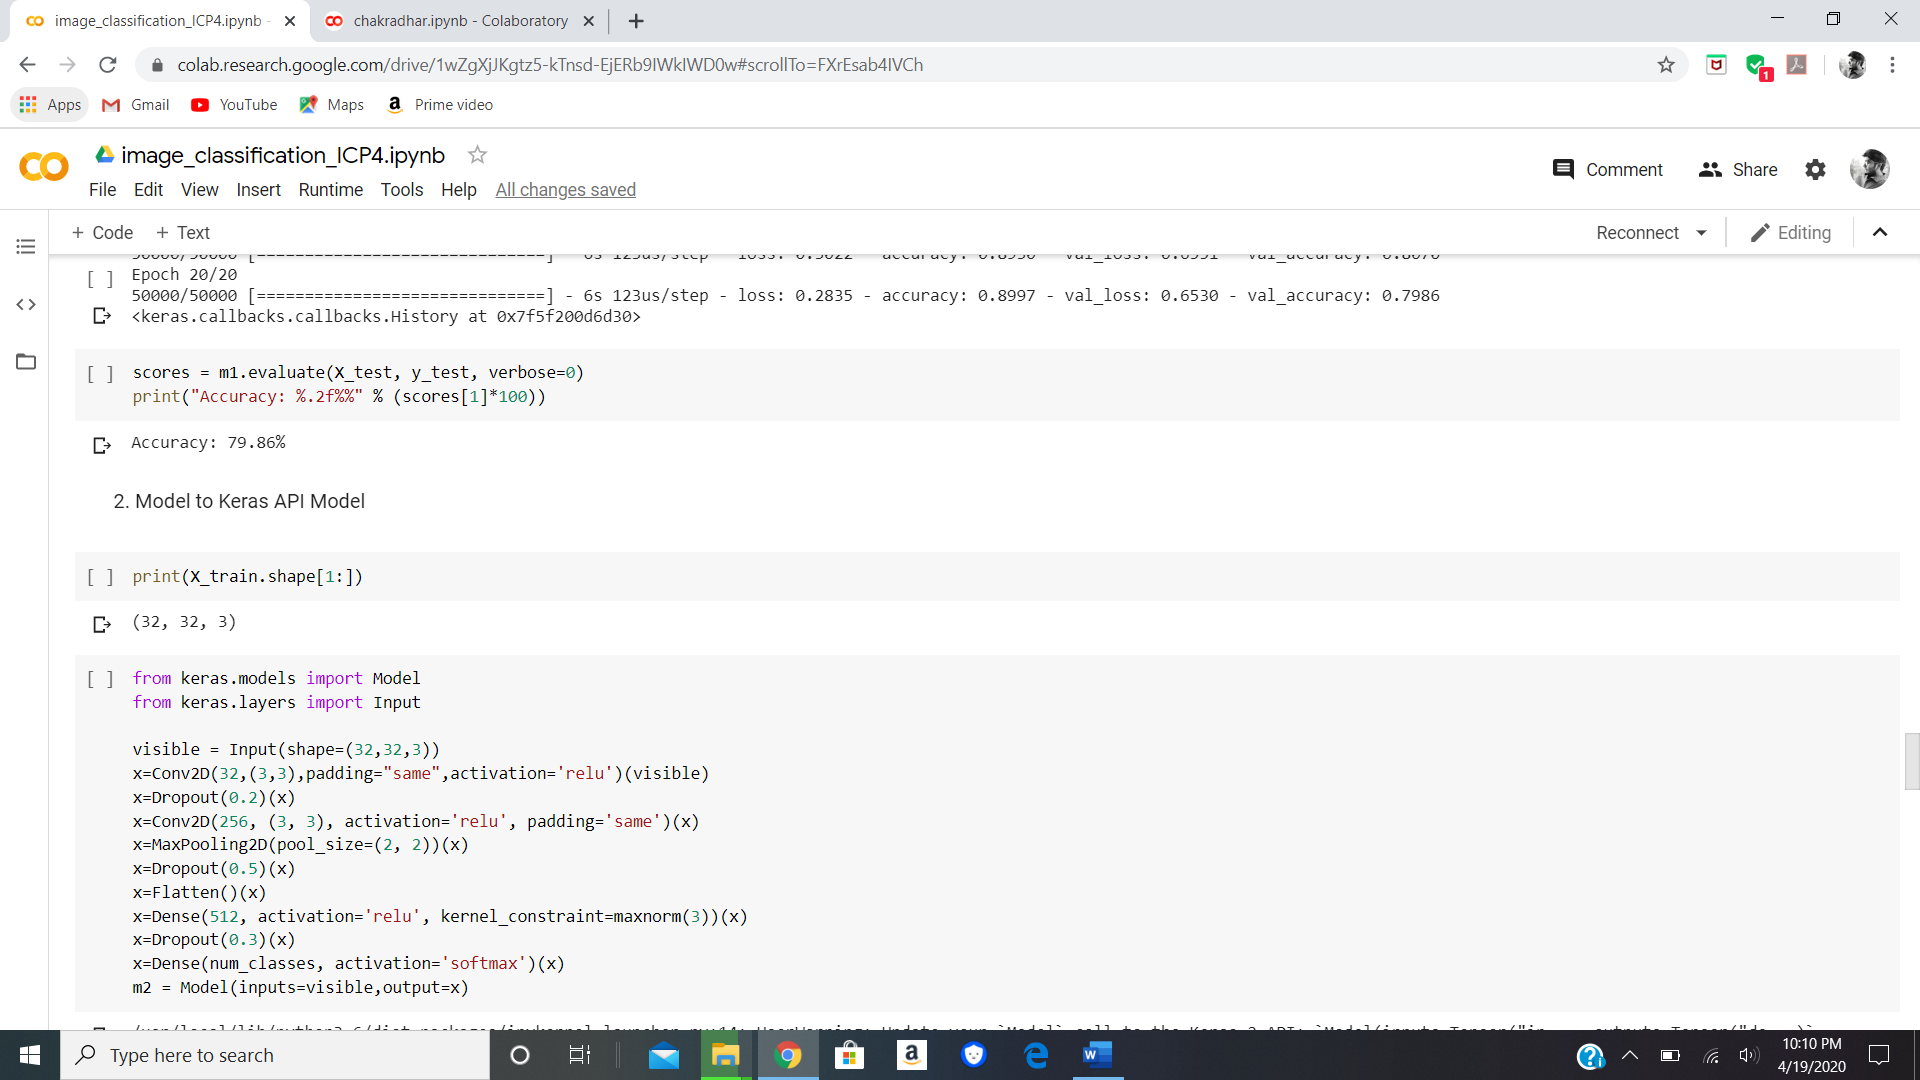 image_classification_ICP4.ipynb -
chakradhar.ipynb - Colaboratory
colab.research.google.com/drive/1wZgXjJKgtz5-kTnsd-EjERb9IWkIWD0w#scrollTo=FXrEsab4lVCh
1
Apps Gmail YouTube Maps a Prime video
image_classification_ICP4.ipynb
Comment Share
File Edit View Insert Runtime Tools Help All changes saved
+ Code + Text Reconnect Editing
[ ] Epoch 20/20
50000/50000 [==============================] - 6s 123us/step - loss: 0.2835 - accuracy: 0.8997 - val_loss: 0.6530 - val_accuracy: 0.7986
<keras.callbacks.callbacks.History at 0x7f5f200d6d30>
[ ] scores = m1.evaluate(X_test, y_test, verbose=0)
print("Accuracy: %.2f%%" % (scores[1]*100))
Accuracy: 79.86%
2. Model to Keras API Model
[ ] print(X_train.shape[1:])
(32, 32, 3)
[ ] from keras.models import Model
from keras.layers import Input
visible = Input(shape=(32,32,3))
x=Conv2D(32,(3,3),padding="same",activation='relu')(visible)
x=Dropout(0.2)(x)
x=Conv2D(256, (3, 3), activation='relu', padding='same')(x)
x=MaxPooling2D(pool_size=(2, 2))(x)
x=Dropout(0.5)(x)
x=Flatten()(x)
x=Dense(512, activation='relu', kernel_constraint=maxnorm(3))(x)
x=Dropout(0.3)(x)
x=Dense(num_classes, activation='softmax')(x)
m2 = Model(inputs=visible,output=x)
Type here to search
a
W
10:10 PM
4/19/2020